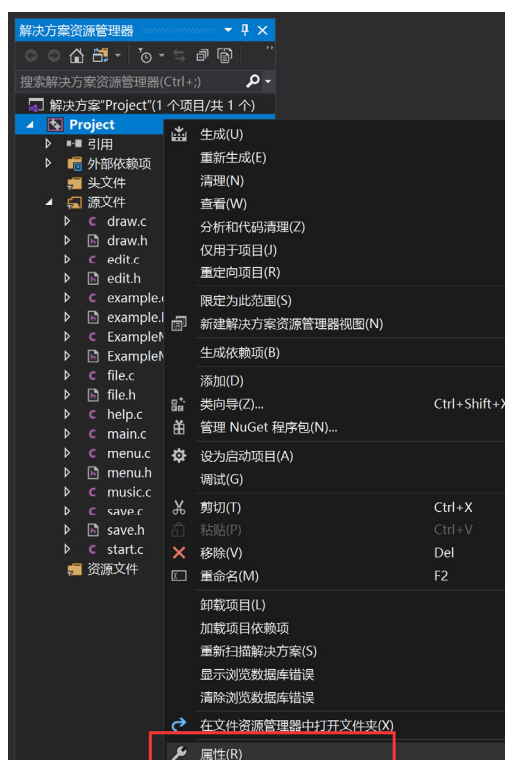 解决方案资源管理器
搜索解决方案资源管理器(Ctrl+;)
解决方案"Project"(1 个项目/共 1 个)
Project
引用
外部依赖项
头文件
源文件
draw.c
draw.h
edit.c
edit.h
example.
example.
Example
Example
file.c
file.h
help.c
main.c
menu.c
menu.h
music.c
save.c
save.h
start.c
资源文件
生成(U)
重新生成(E)
清理(N)
查看(W)
分析和代码清理(Z)
仅用于项目(J)
重定向项目(R)
限定为此范围(S)
新建解决方案资源管理器视图(N)
生成依赖项(B)
添加(D)
类向导(Z)... Ctrl+Shift+X
管理 NuGet 程序包(N)...
设为启动项目(A)
调试(G)
剪切(T) Ctrl+X
粘贴(P) Ctrl+V
移除(V) Del
重命名(M) F2
卸载项目(L)
加载项目依赖项
重新扫描解决方案(S)
显示浏览数据库错误
清除浏览数据库错误
在文件资源管理器中打开文件夹(X)
属性(R)